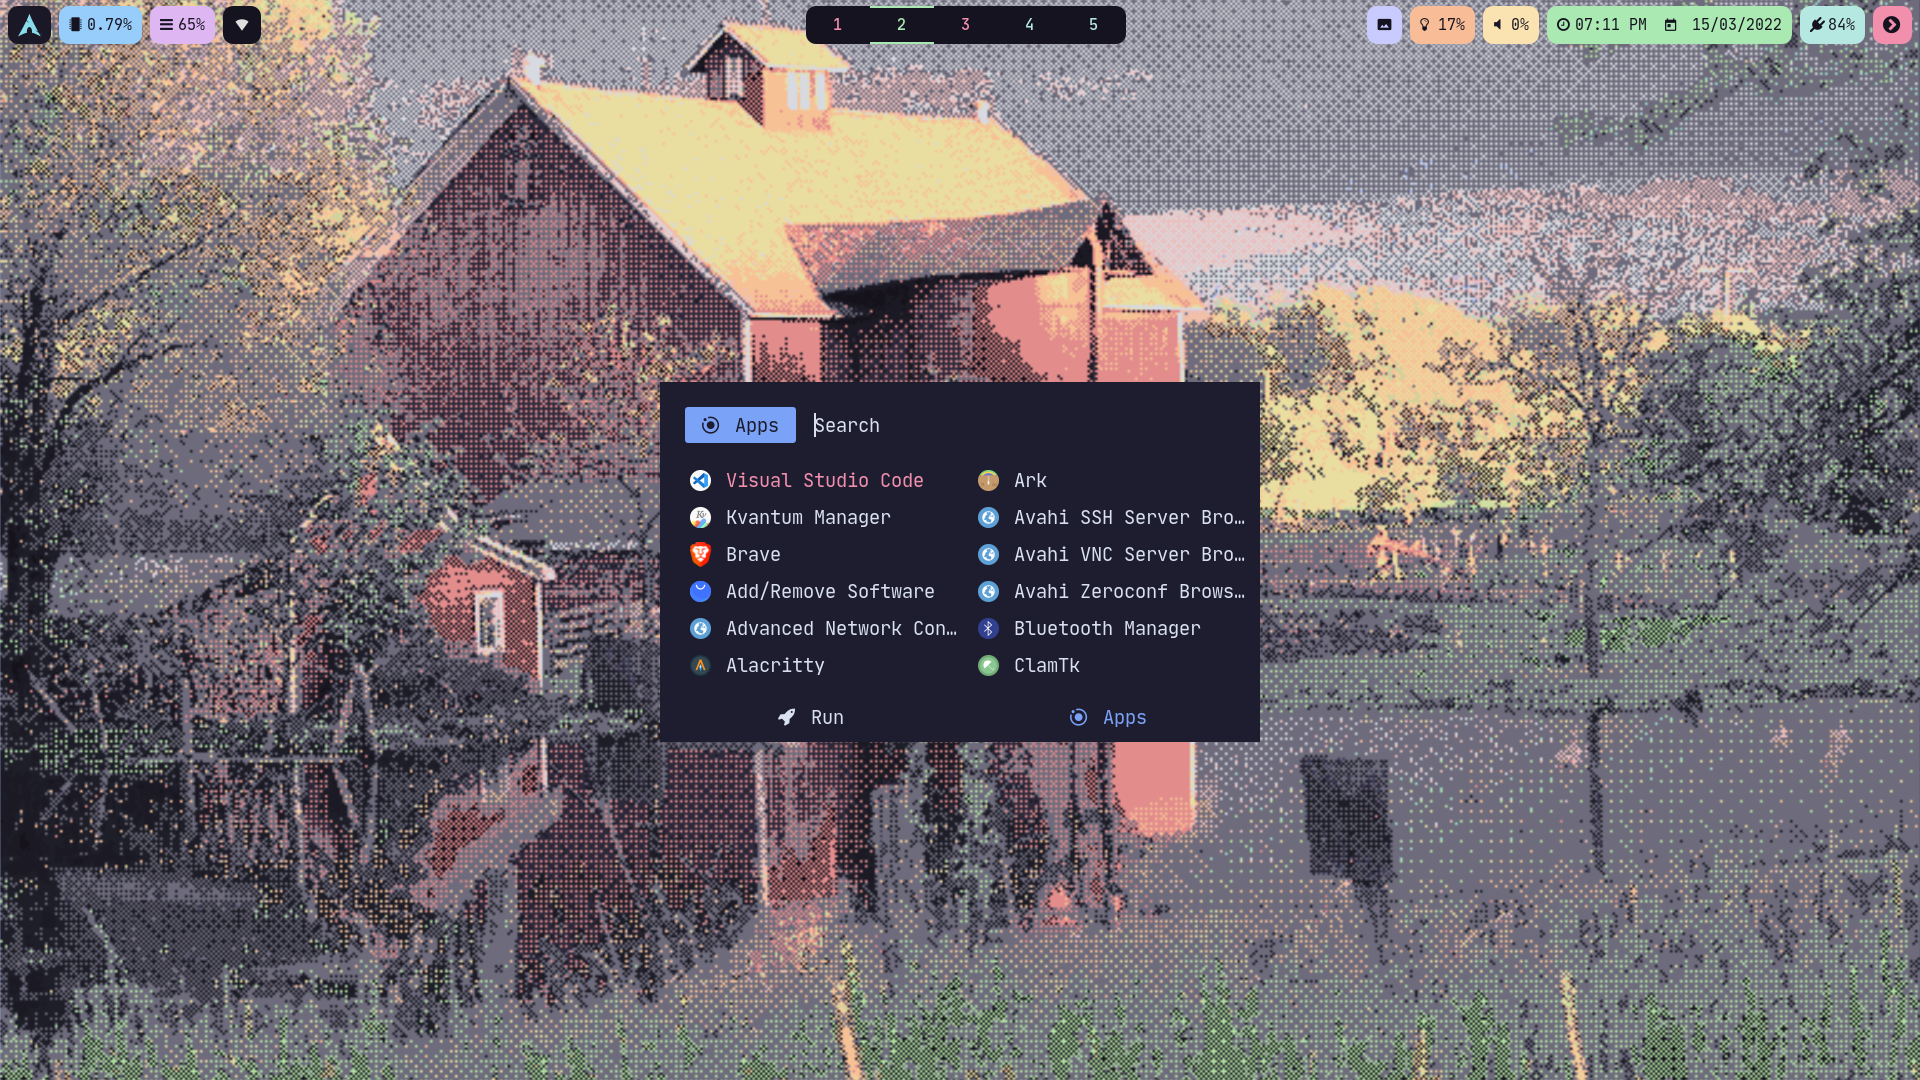 0.79% 65% 1 2 3 4 5 17% 0% 07:11 PM 15/03/2022 84%
Apps Search
Visual Studio Code
Kvantum Manager
Brave
Add/Remove Software
Advanced Network Con…
Alacritty
Ark
Avahi SSH Server Bro…
Avahi VNC Server Bro…
Avahi Zeroconf Brows…
Bluetooth Manager
ClamTk
Run Apps